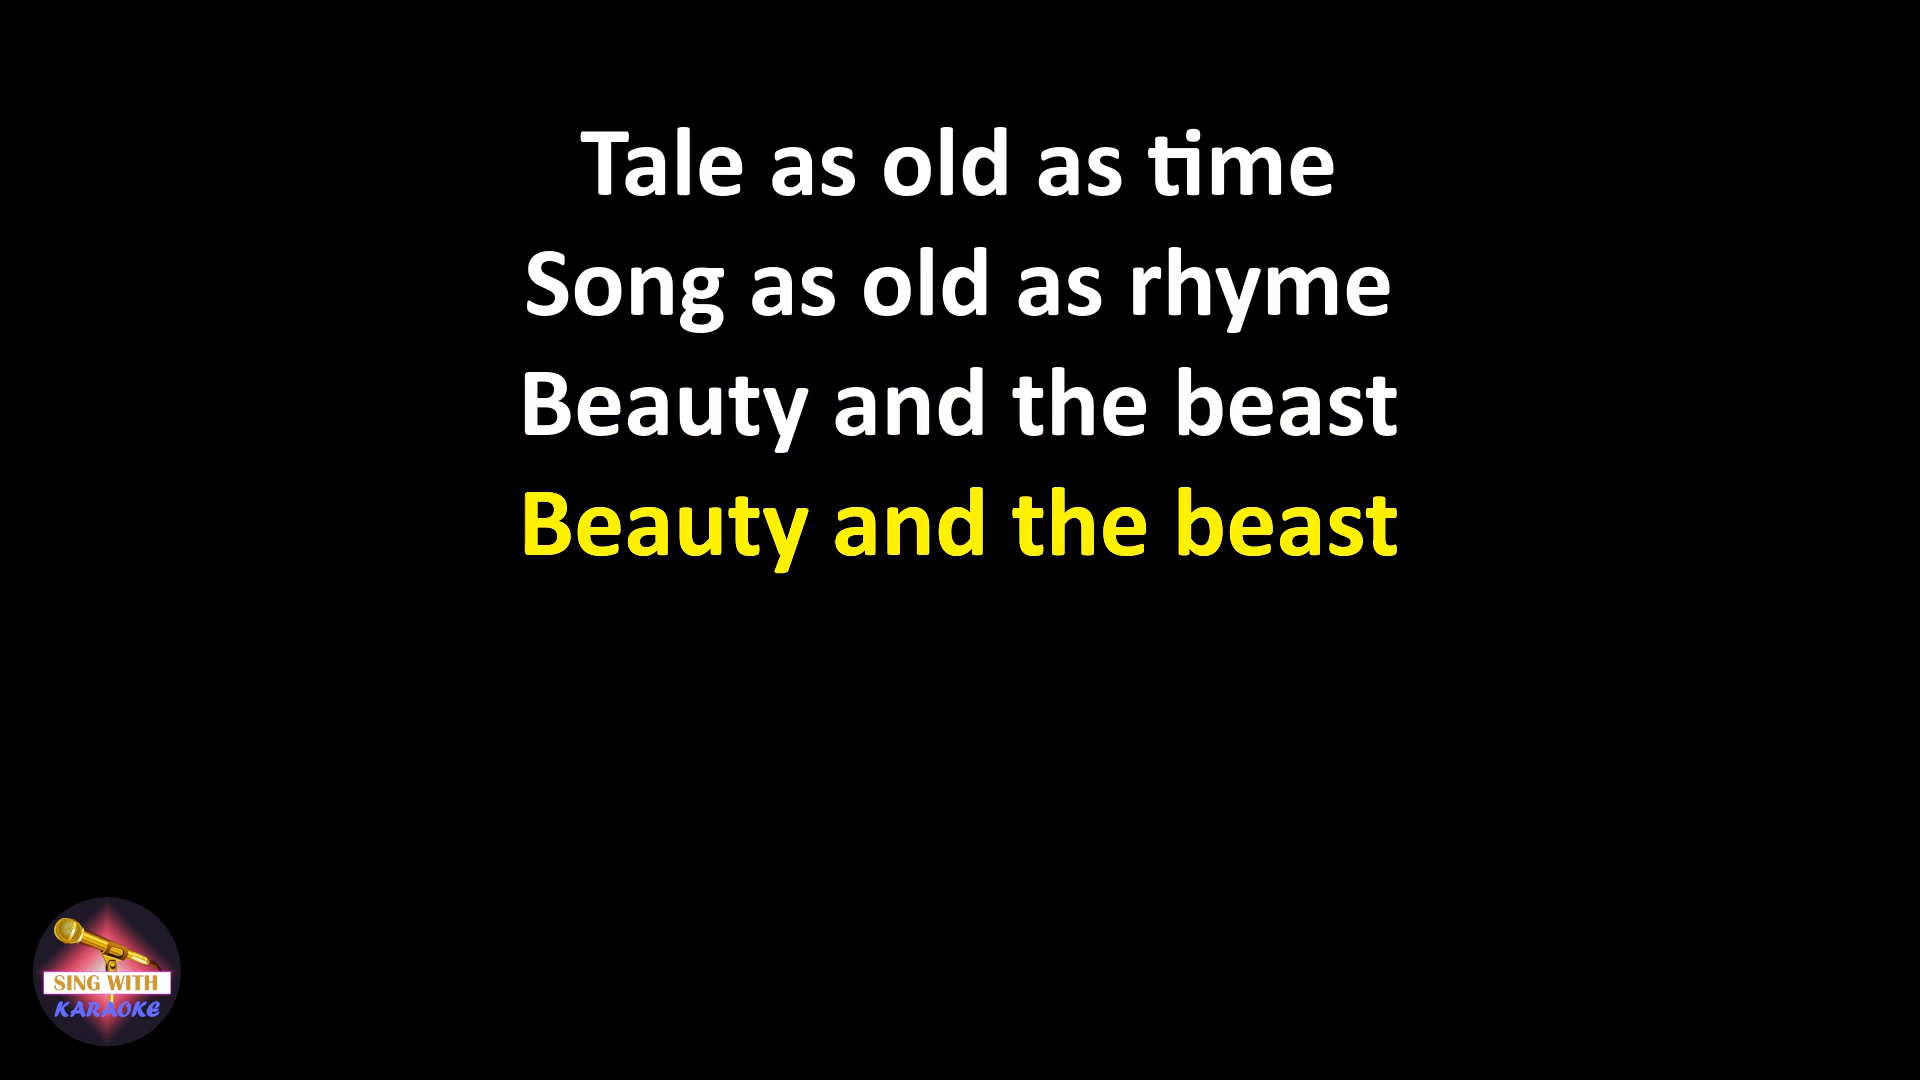 Tale as old as time
Song as old as rhyme
Beauty and the beast
Beauty and the beast
SING WITH
KARAOKE